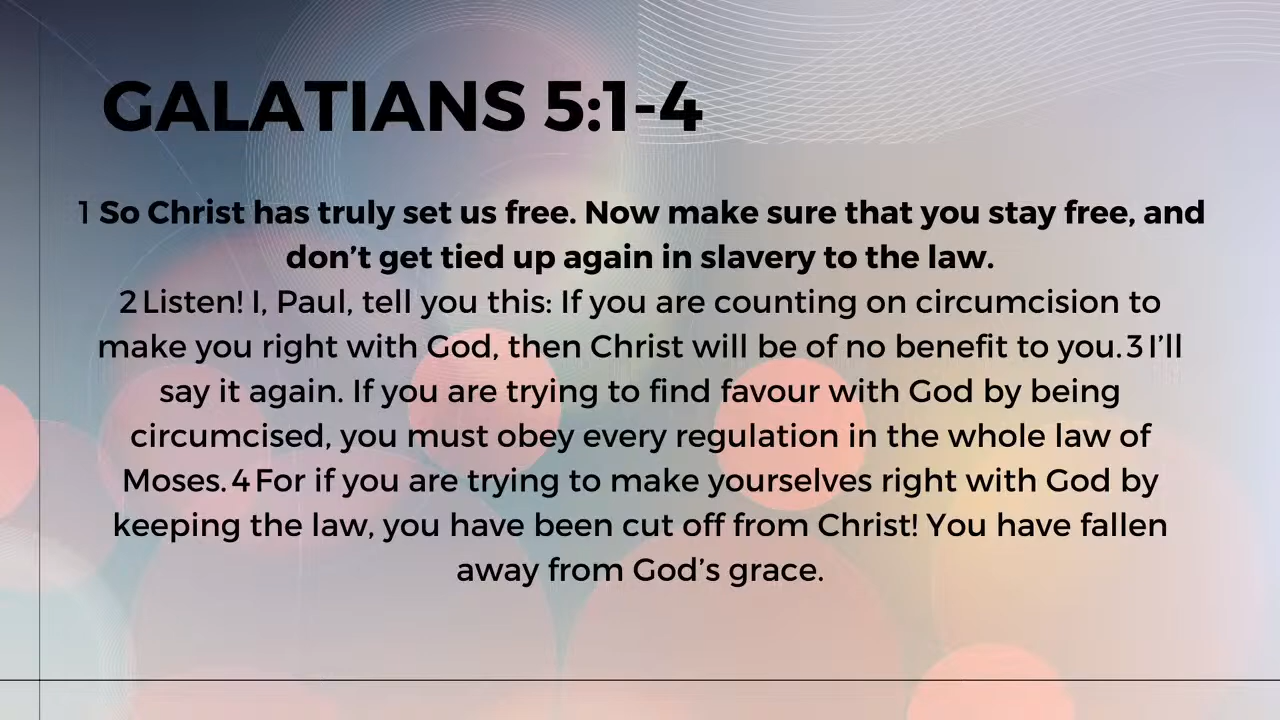 GALATIANS 5:1-4
1 So Christ has truly set us free. Now make sure that you stay free, and
don’t get tied up again in slavery to the law.
2 Listen! I, Paul, tell you this: If you are counting on circumcision to
make you right with God, then Christ will be of no benefit to you. 3 I’ll
say it again. If you are trying to find favour with God by being
circumcised, you must obey every regulation in the whole law of
Moses. 4 For if you are trying to make yourselves right with God by
keeping the law, you have been cut off from Christ! You have fallen
away from God’s grace.